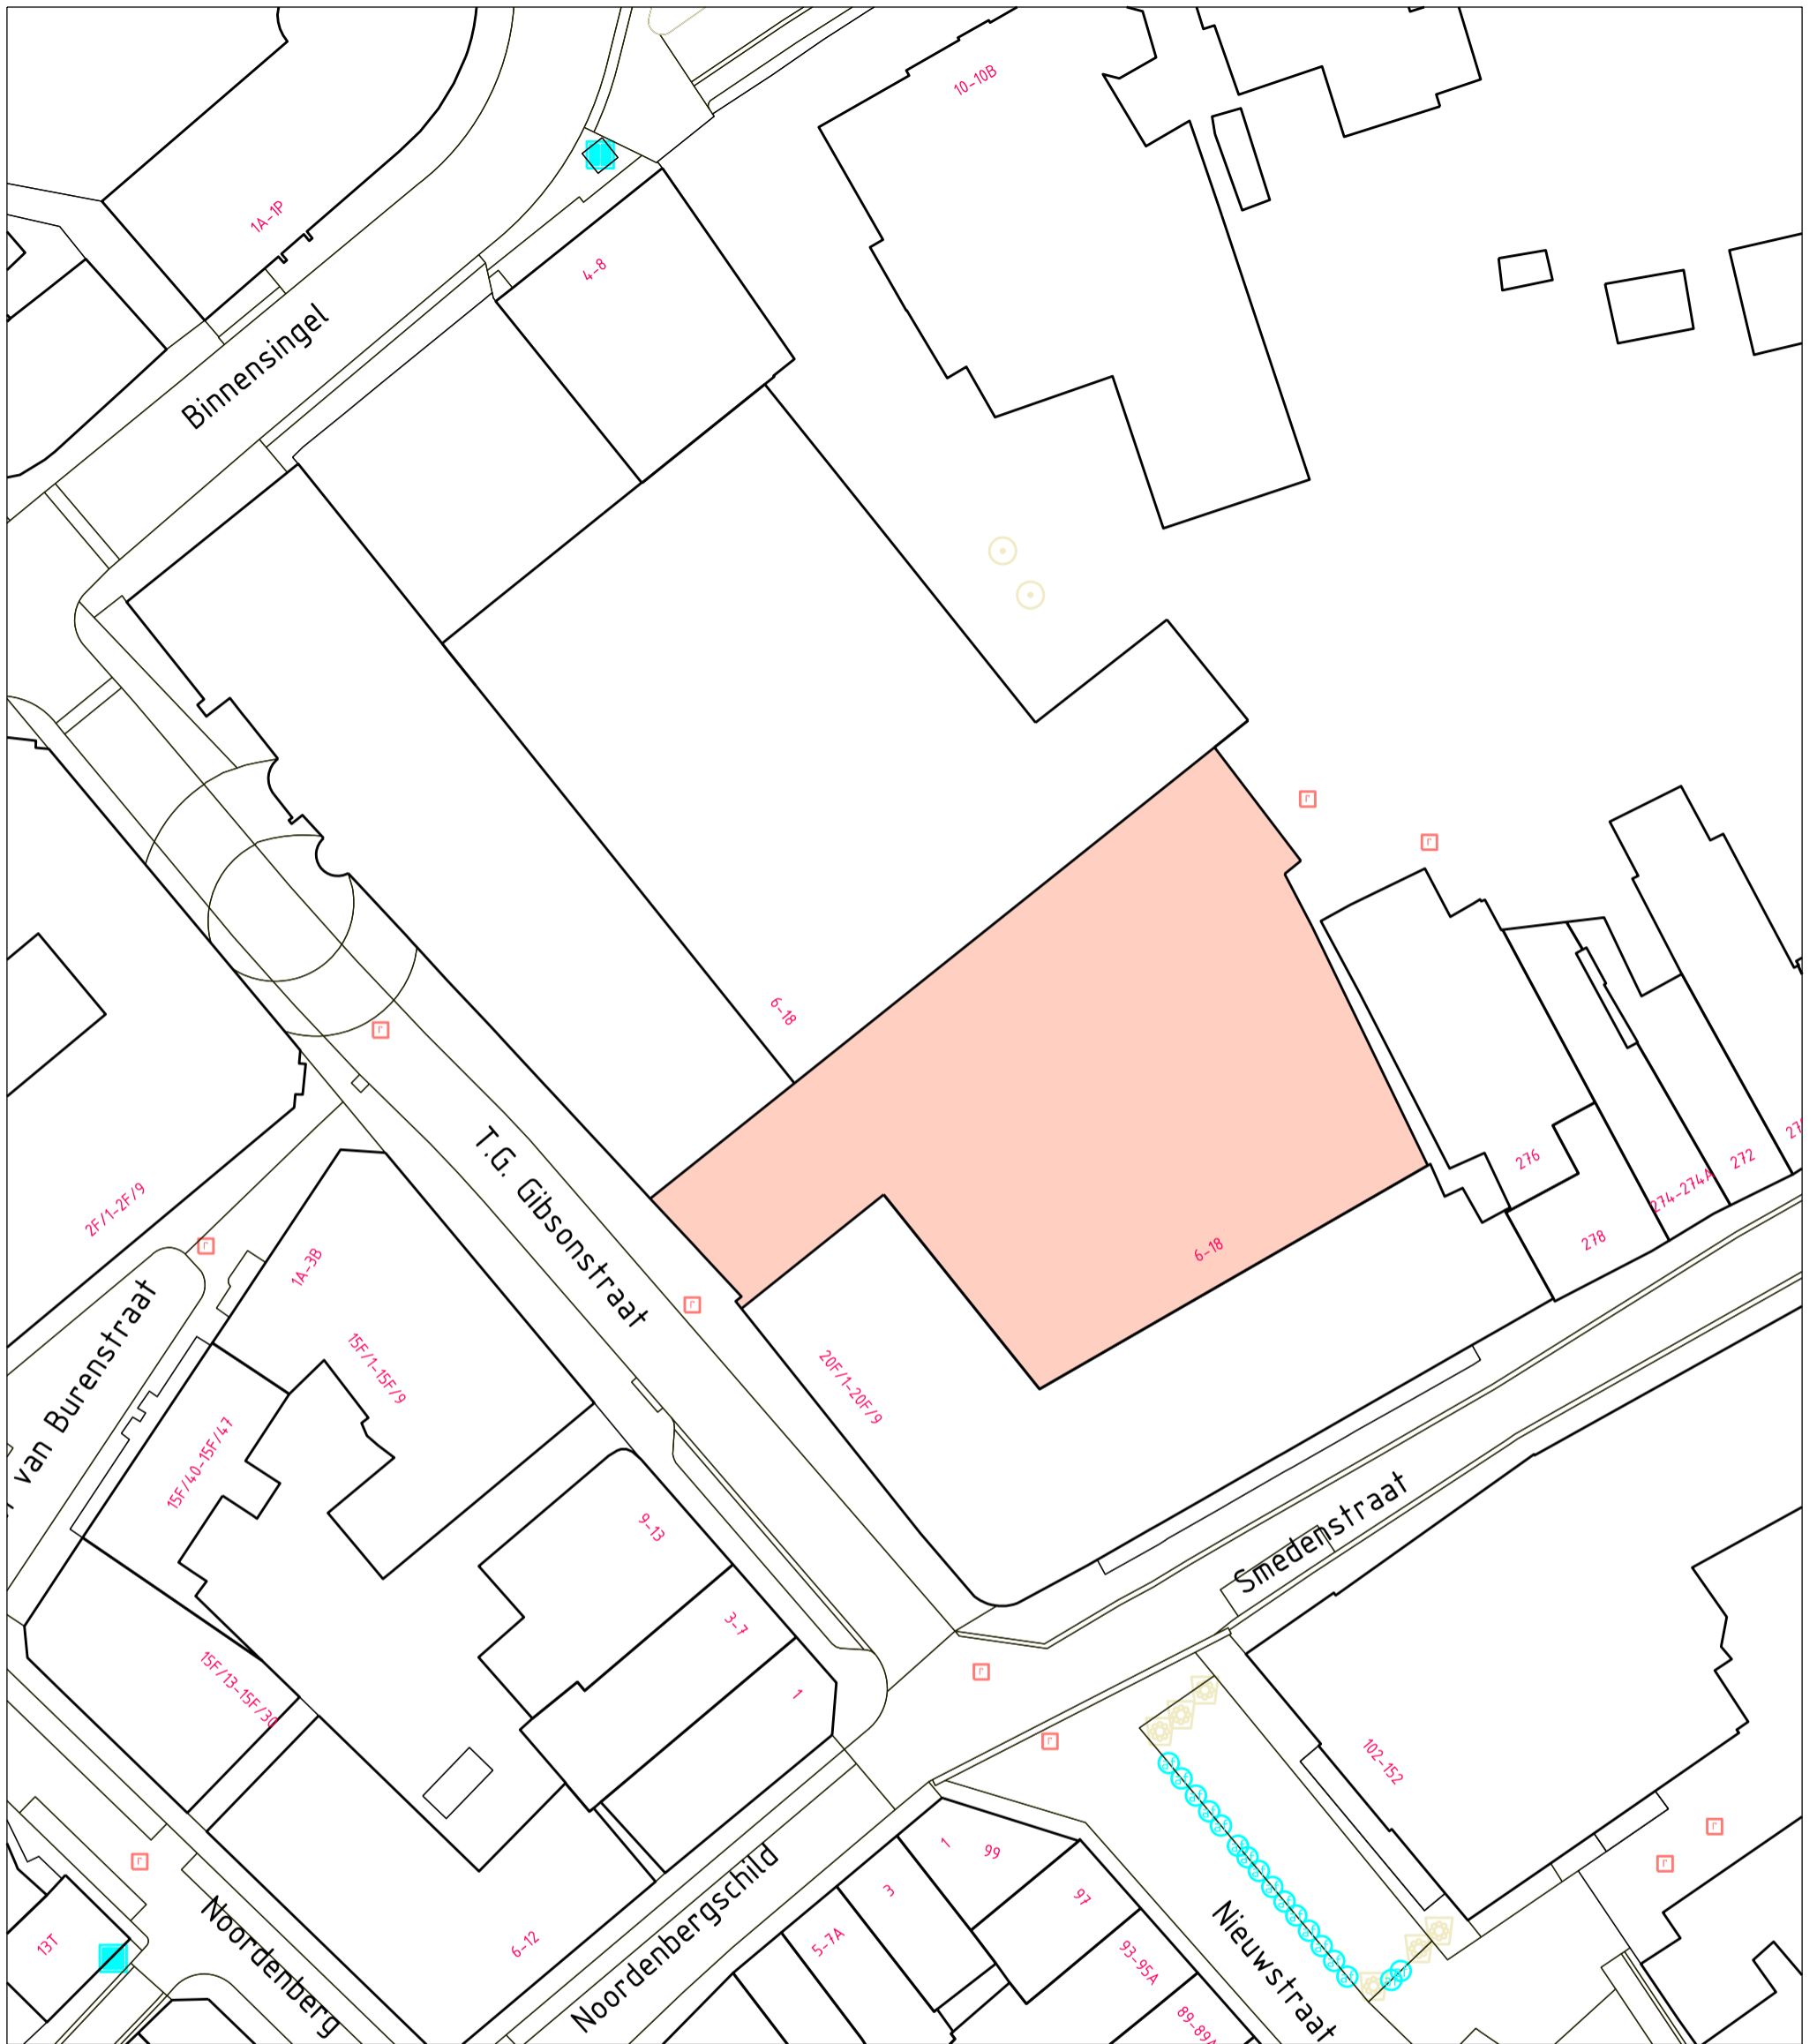 10-10B
1A-1P
4-8
Binnensingel
6-18
T.G. Gibsonstraat
276
272
274-274A
278
6-18
2F/1-2F/9
1A-3B
van Burenstraat
15F/1-15F/9
20F/1-20F/9
15F/40-15F/47
9-13
Smedenstraat
3-7
1
15F/13-15F/30
102-152
1
99
3
97
5-7A
93-95A
6-12
13T
Noordenberg
Noordenbergschild
Nieuwstraat
89-89A